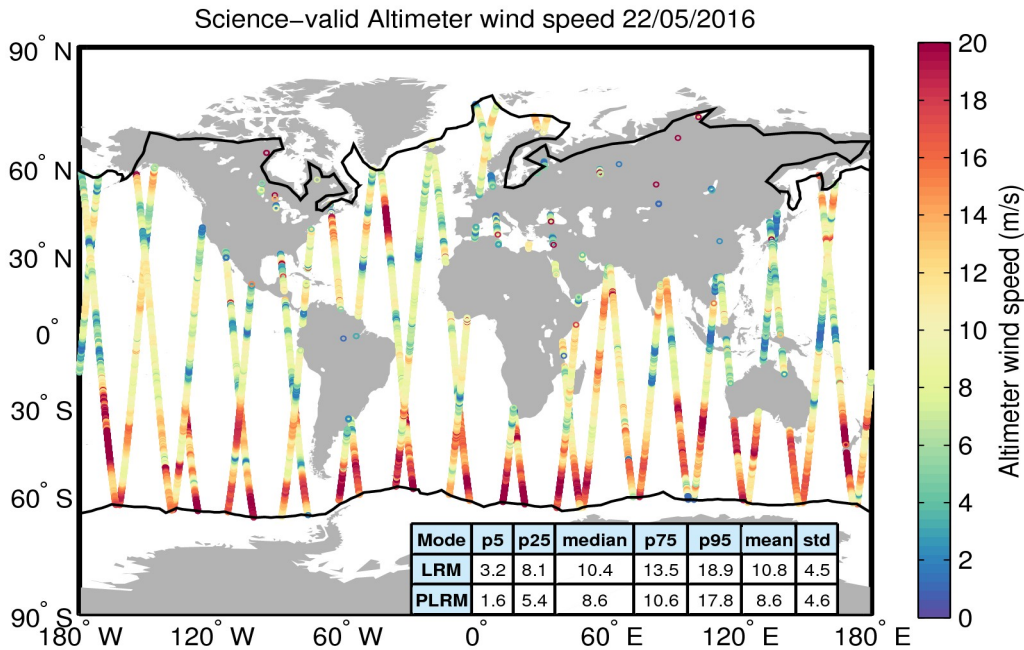 Science-valid Altimeter wind speed 22/05/2016
90° N
60° N
30° N
0°
30° S
60° S
90° S
180° W
120° W
60° W
0°
60° E
120° E
180° E
Mode p5 p25 median p75 p95 mean std
LRM 3.2 8.1 10.4 13.5 18.9 10.8 4.5
PLRM 1.6 5.4 8.6 10.6 17.8 8.6 4.6
20
18
16
14
12
10
8
6
4
2
0
Altimeter wind speed (m/s)